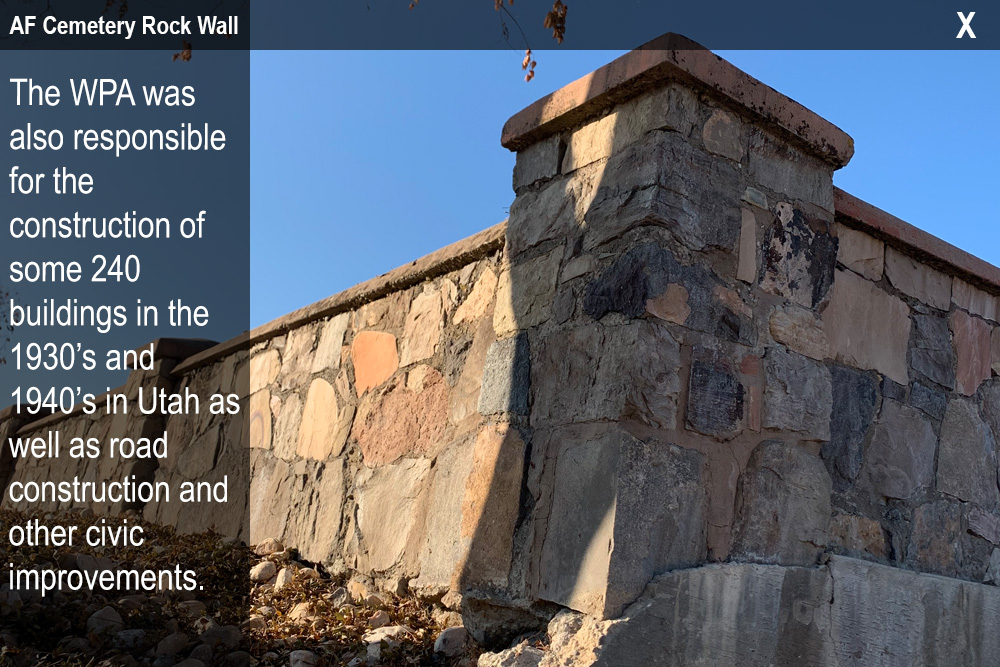 AF Cemetery Rock Wall
X
The WPA was
also responsible
for the
construction of
some 240
buildings in the
1930’s and
1940’s in Utah as
well as road
construction and
other civic
improvements.